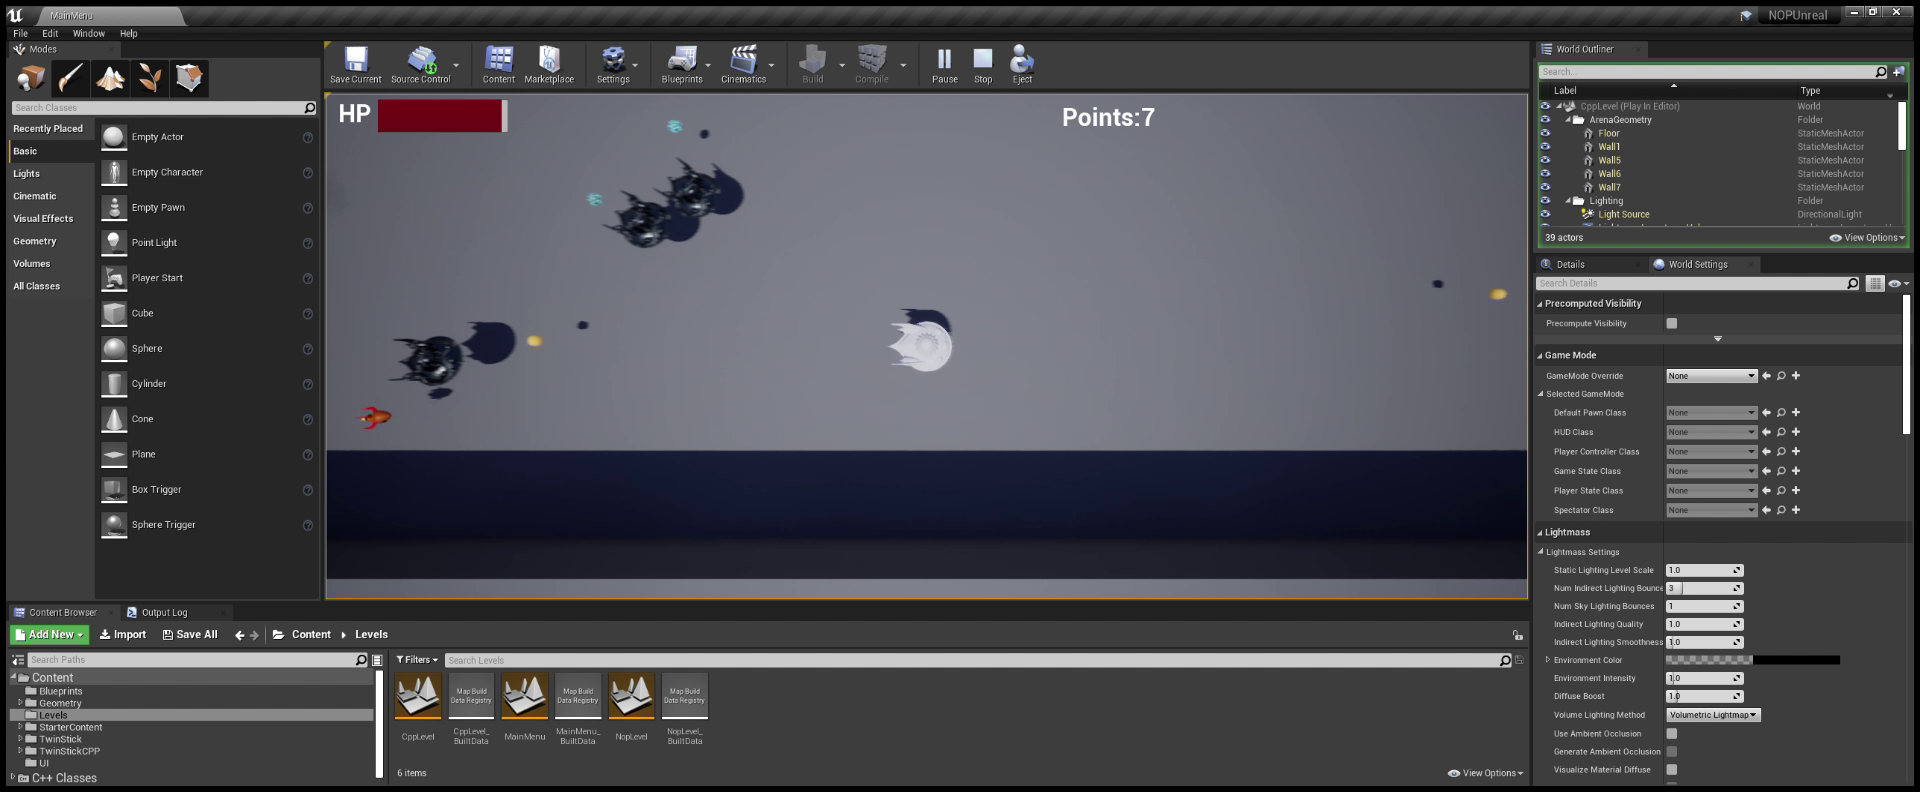 MainMenu
NOPUnreal
File Edit Window Help
Modes
Search Classes
Recently Placed
Basic
Lights
Cinematic
Visual Effects
Geometry
Volumes
All Classes
Empty Actor
Empty Character
Empty Pawn
Point Light
Player Start
Cube
Sphere
Cylinder
Cone
Plane
Box Trigger
Sphere Trigger
Save Current
Source Control
Content
Marketplace
Settings
Blueprints
Cinematics
Build
Compile
Pause
Stop
Eject
HP
Points:7
World Outliner
Search...
Label Type
CppLevel (Play In Editor) World
ArenaGeometry Folder
Floor StaticMeshActor
Wall1 StaticMeshActor
Wall5 StaticMeshActor
Wall6 StaticMeshActor
Wall7 StaticMeshActor
Lighting Folder
Light Source DirectionalLight
39 actors View Options
Details World Settings
Search Details
Precomputed Visibility
Precompute Visibility
Game Mode
GameMode Override None
Selected GameMode
Default Pawn Class None
HUD Class None
Player Controller Class None
Game State Class None
Player State Class None
Spectator Class None
Lightmass
Lightmass Settings
Static Lighting Level Scale 1.0
Num Indirect Lighting Bounce 3
Num Sky Lighting Bounces 1
Indirect Lighting Quality 1.0
Indirect Lighting Smoothness 1.0
Environment Color
Environment Intensity 1.0
Diffuse Boost 1.0
Volume Lighting Method Volumetric Lightmap
Use Ambient Occlusion
Generate Ambient Occlusion
Visualize Material Diffuse
Content Browser Output Log
Add New Import Save All Content Levels
Search Paths
Content
Blueprints
Geometry
Levels
StarterContent
TwinStick
TwinStickCPP
UI
C++ Classes
Filters Search Levels
Map Build
Data Registry
Map Build
Data Registry
Map Build
Data Registry
CppLevel
CppLevel_
BuiltData
MainMenu
MainMenu_
BuiltData
NopLevel
NopLevel_
BuiltData
6 items View Options